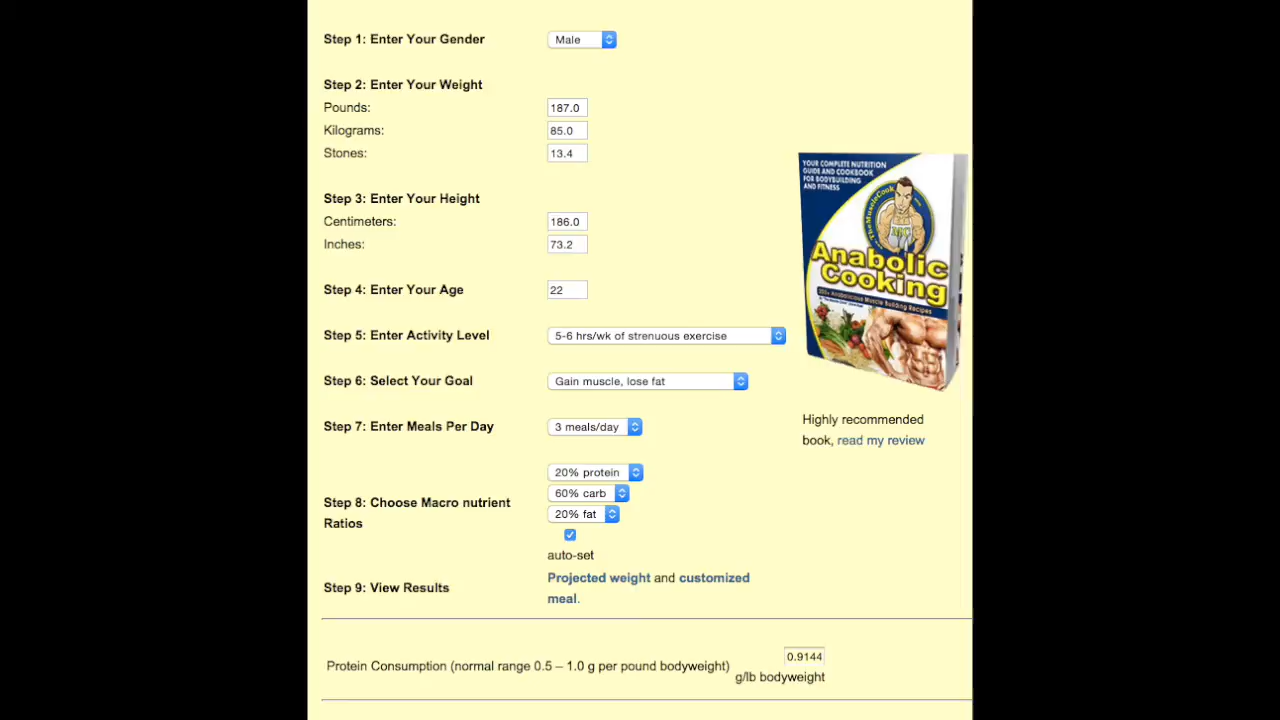 Step 1: Enter Your Gender
Male
Step 2: Enter Your Weight
Pounds:
187.0
Kilograms:
85.0
Stones:
13.4
Step 3: Enter Your Height
Centimeters:
186.0
Inches:
73.2
Step 4: Enter Your Age
22
Step 5: Enter Activity Level
5-6 hrs/wk of strenuous exercise
Step 6: Select Your Goal
Gain muscle, lose fat
Step 7: Enter Meals Per Day
3 meals/day
Step 8: Choose Macro nutrient
Ratios
20% protein
60% carb
20% fat
auto-set
Step 9: View Results
Projected weight and customized
meal.
Protein Consumption (normal range 0.5 – 1.0 g per pound bodyweight)
0.9144
g/lb bodyweight
YOUR COMPLETE NUTRITION
GUIDE AND COOKBOOK
FOR BODYBUILDING
AND FITNESS
Anabolic
Cooking
Highly recommended
book, read my review